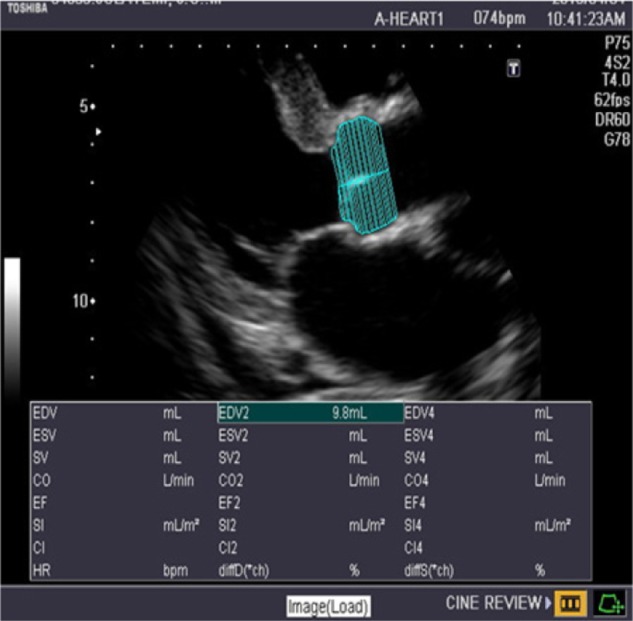 TOSHIBA
A-HEART1 074bpm 10:41:23AM
P75
4S2
T4.0
62fps
DR60
G78
T
5
10
EDV mL EDV2 9.8mL EDV4 mL
ESV mL ESV2 mL ESV4 mL
SV mL SV2 mL SV4 mL
CO L/min CO2 L/min CO4 L/min
EF EF2 EF4
SI mL/m² SI2 mL/m² SI4 mL/m²
CI CI2 CI4
HR bpm diffD(*ch) % diffS(*ch) %
Image(Load) CINE REVIEW